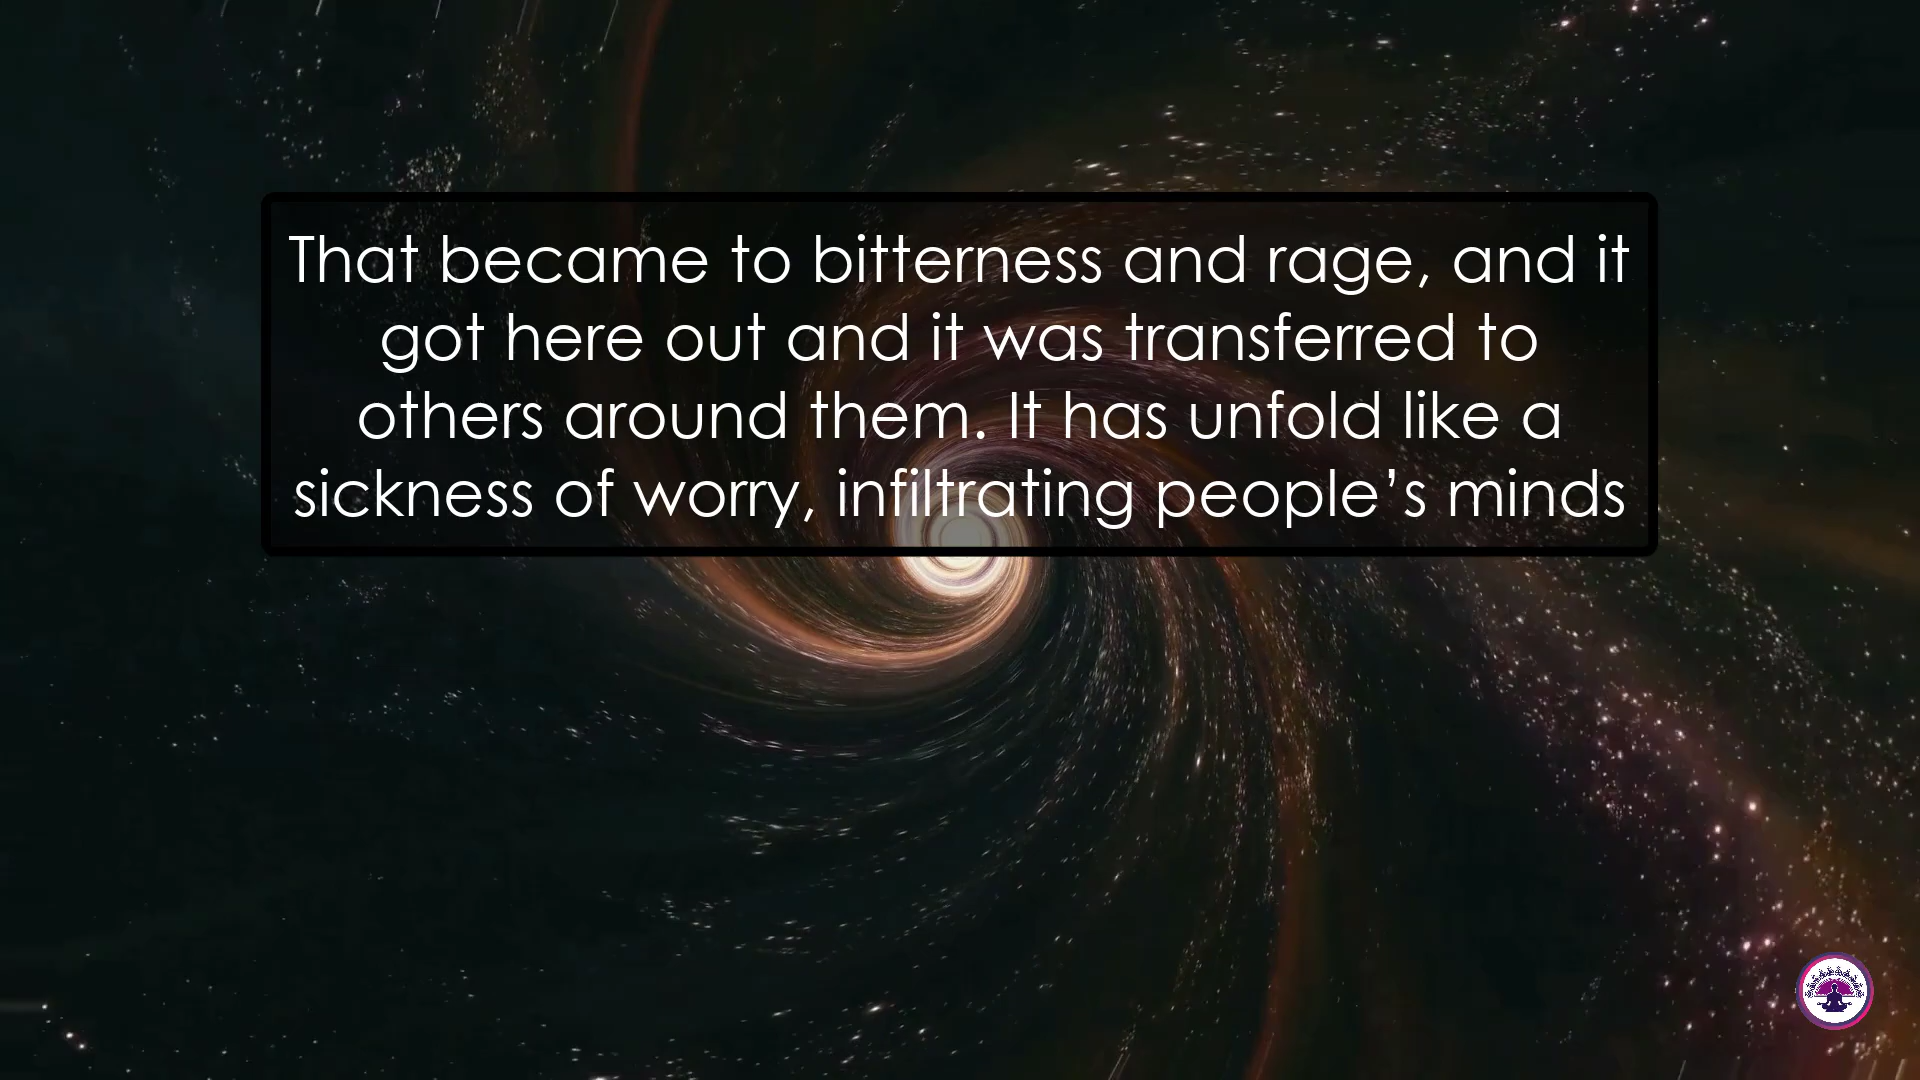 That became to bitterness and rage, and it
got here out and it was transferred to
others around them. It has unfold like a
sickness of worry, infiltrating people’s minds